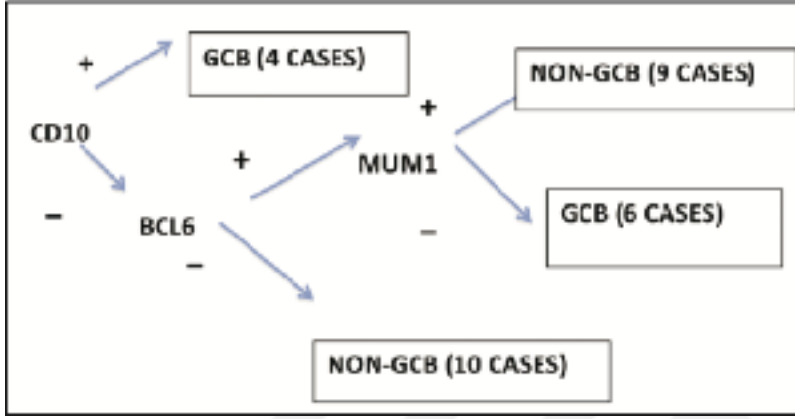 +
GCB (4 CASES)
NON-GCB (9 CASES)
CD10
+
+
MUM1
–
BCL6
–
–
GCB (6 CASES)
NON-GCB (10 CASES)